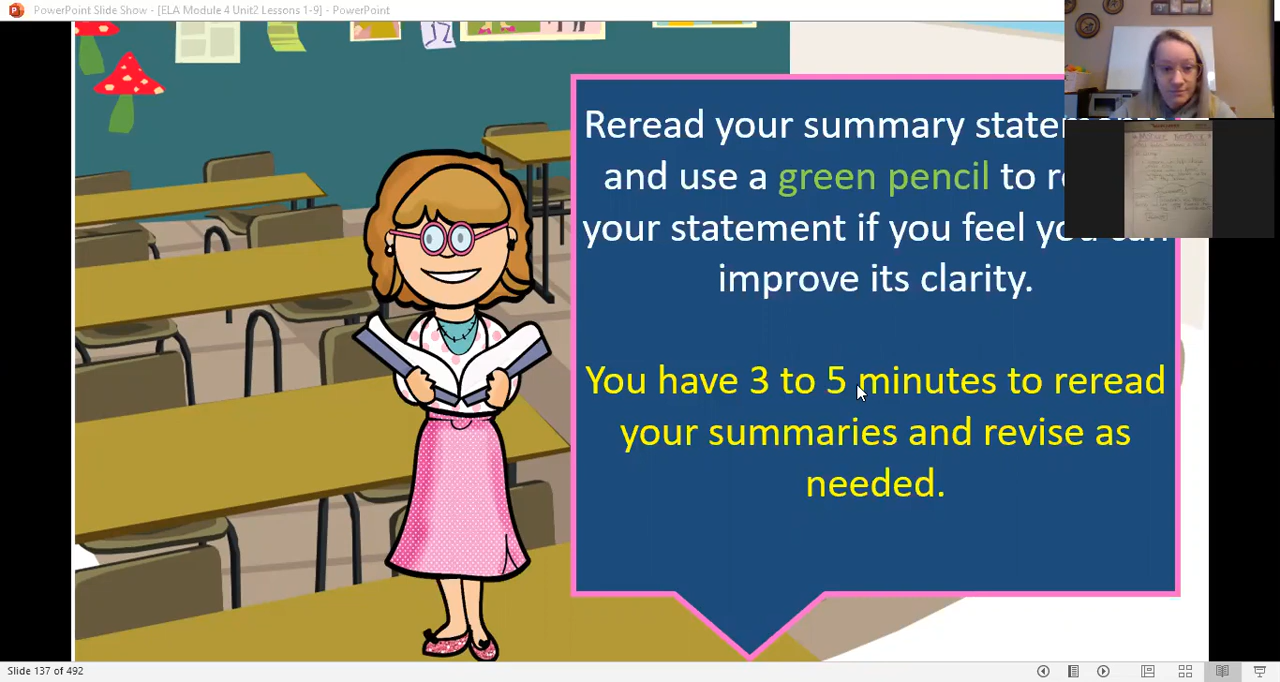 PowerPoint Slide Show - [ELA Module 4 Unit2 Lessons 1-9] - PowerPoint
Reread your summary
and use a green pencil to
your statement if you feel
improve its clarity.
You have 3 to 5 minutes to reread
your summaries and revise as
needed.
Slide 137 of 492